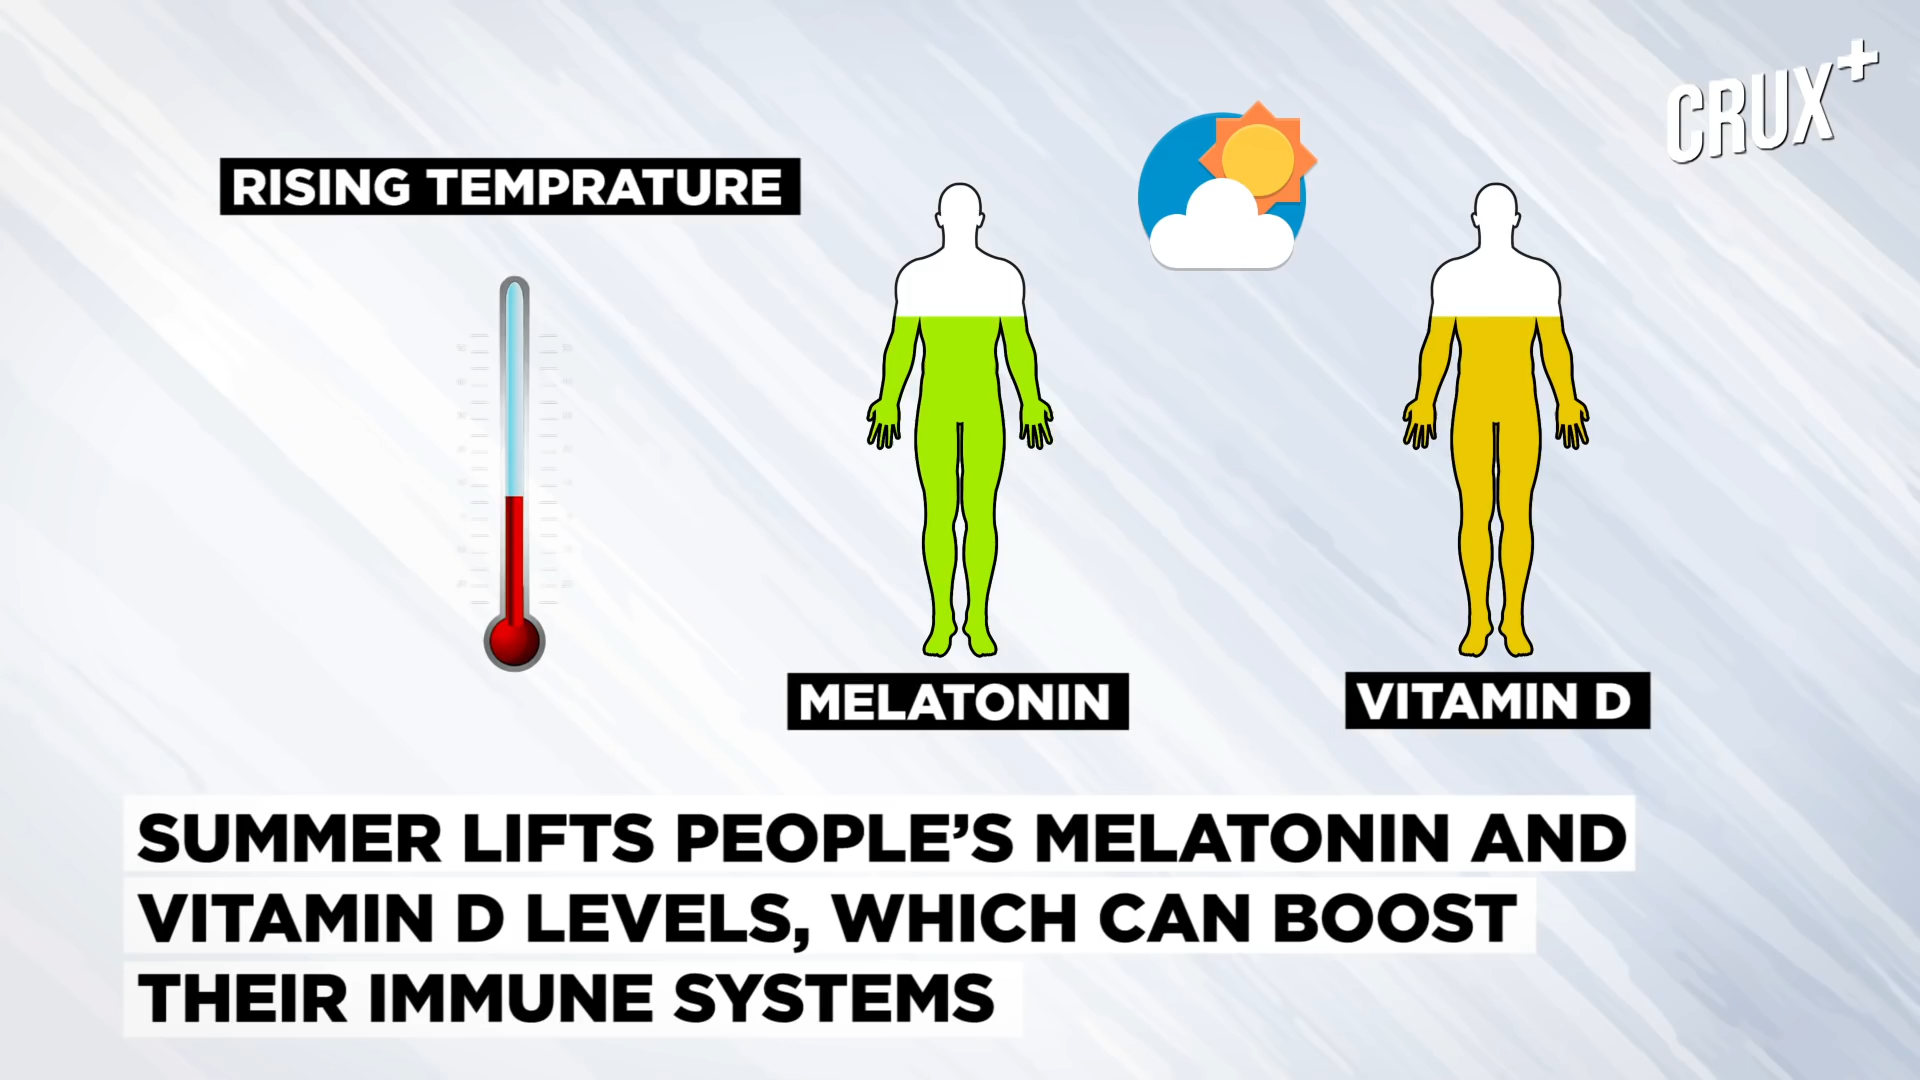 CRUX+
RISING TEMPRATURE
MELATONIN
VITAMIN D
SUMMER LIFTS PEOPLE'S MELATONIN AND
VITAMIN D LEVELS, WHICH CAN BOOST
THEIR IMMUNE SYSTEMS